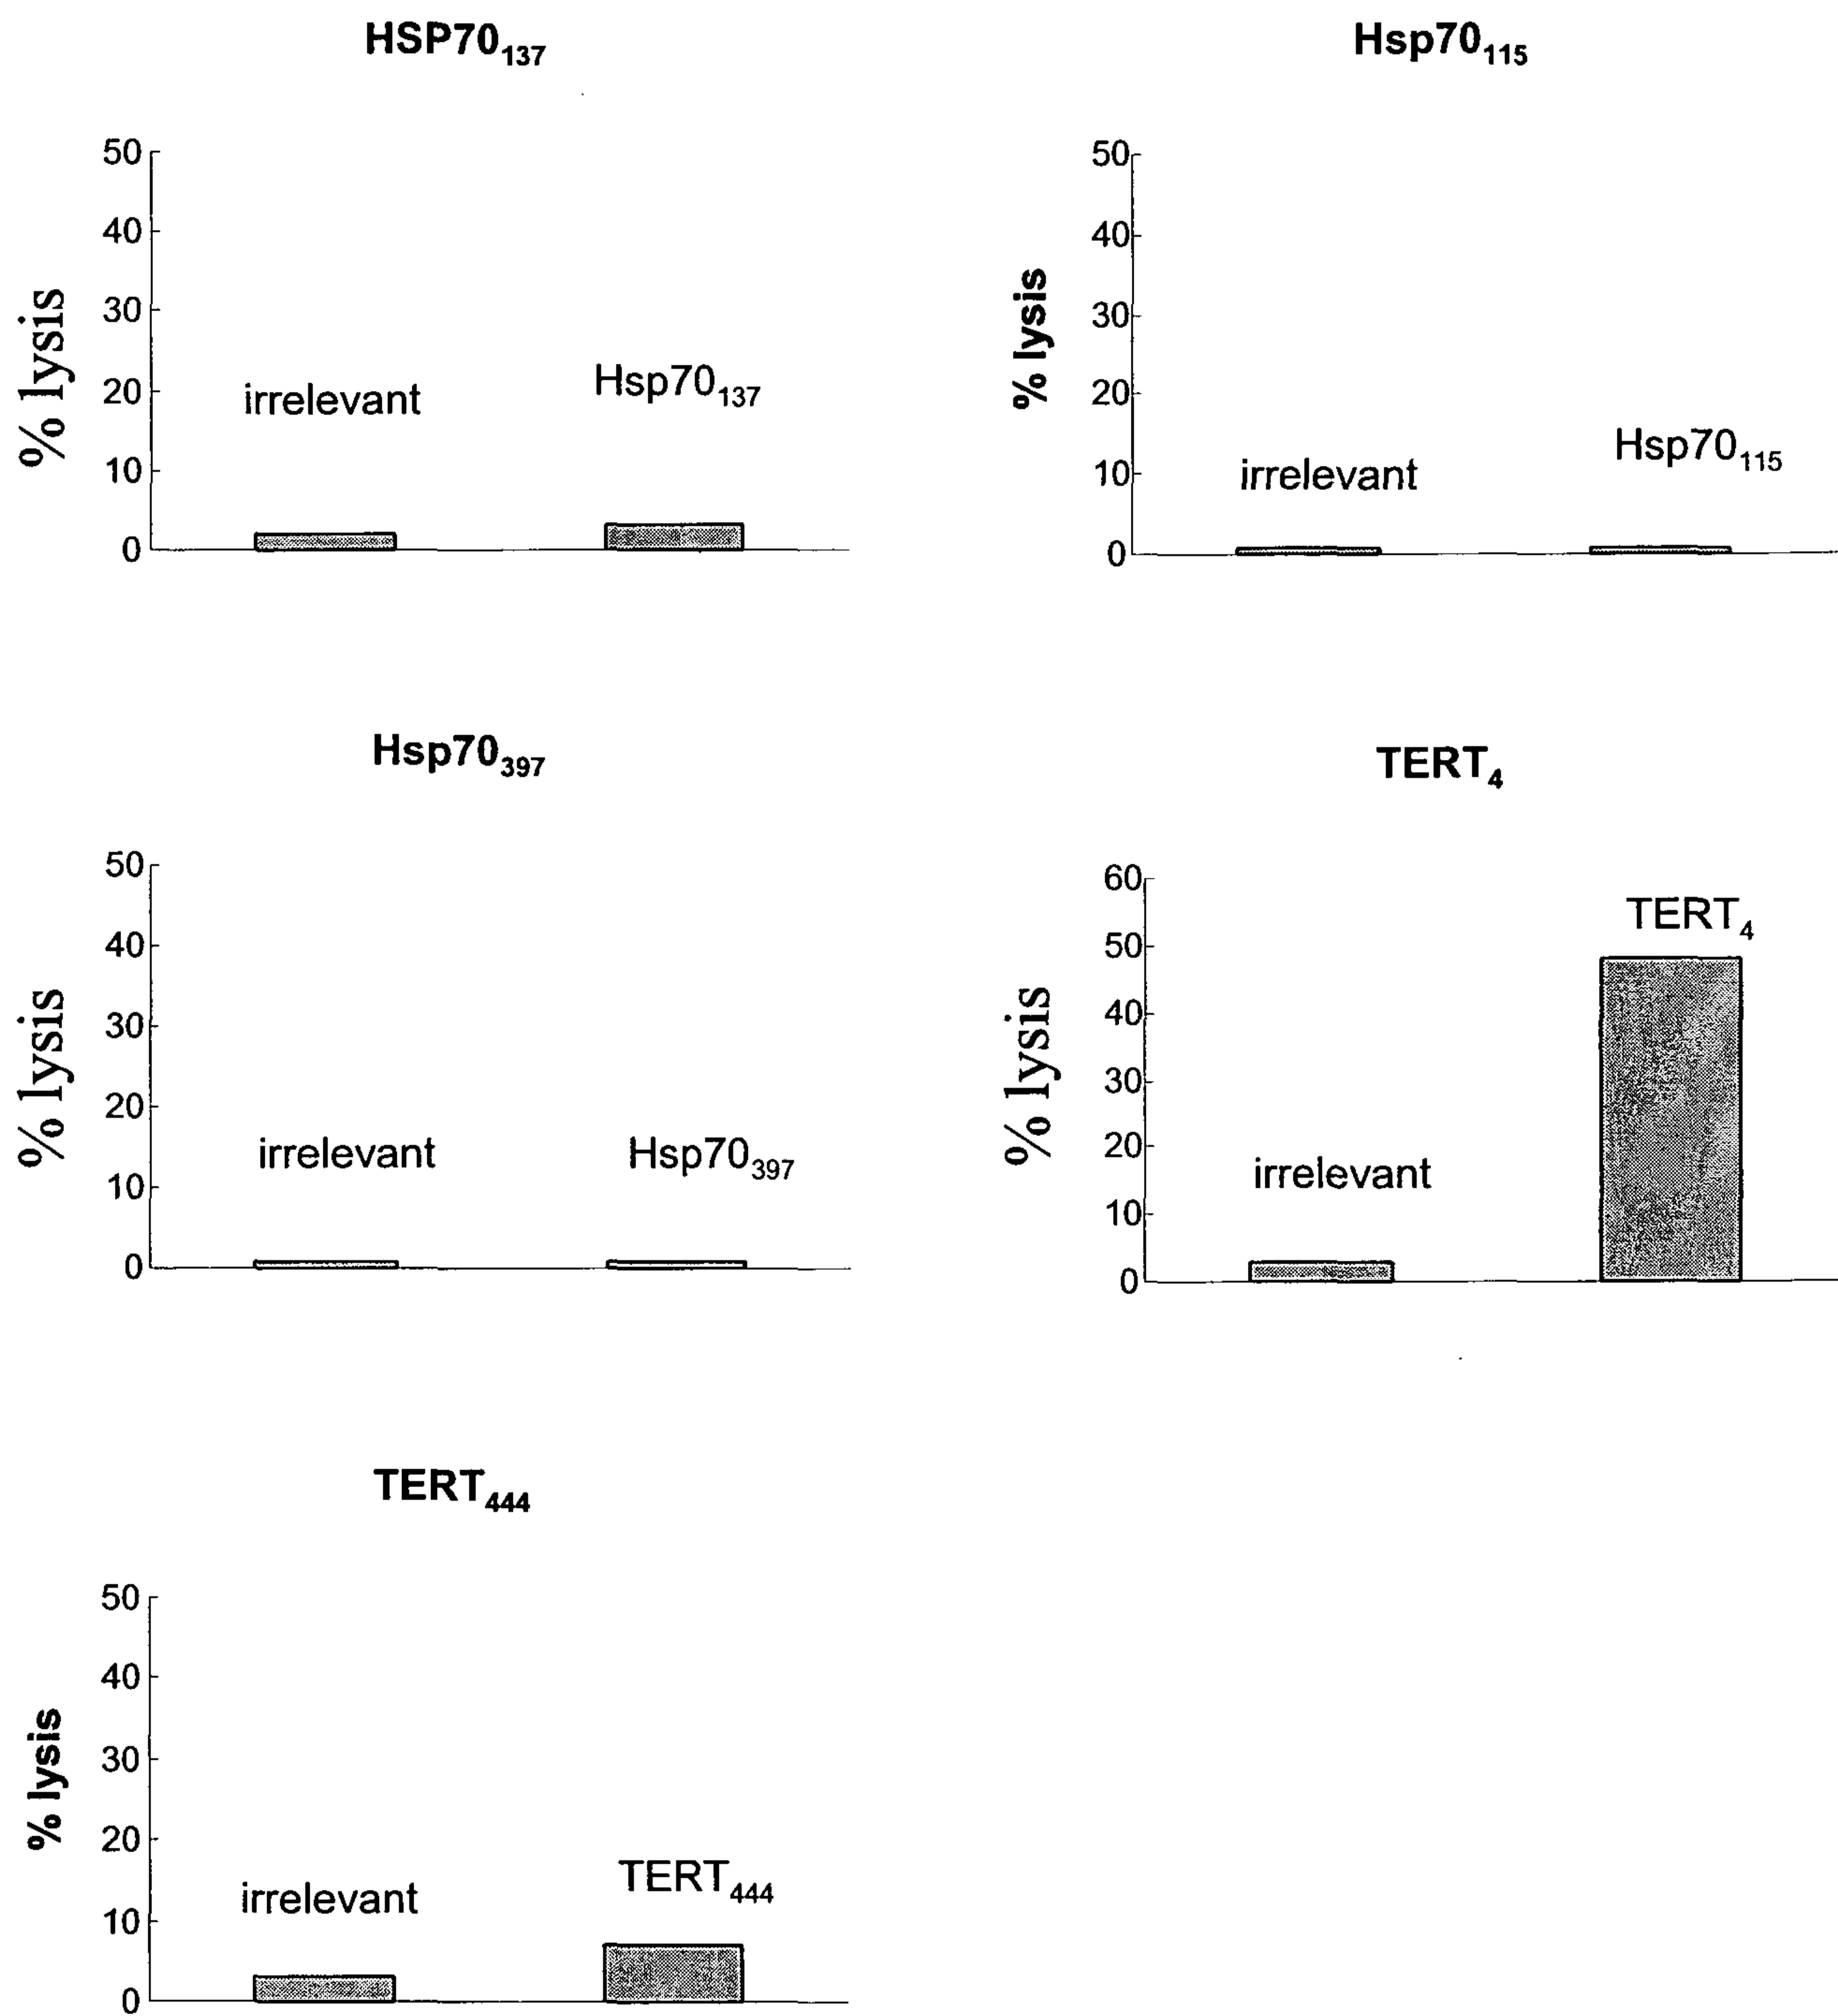 HSP70₁₃₇
50
40
30
20
10
0
% lysis
irrelevant
Hsp70₁₃₇
Hsp70₁₁₅
50
40
30
20
10
0
% lysis
irrelevant
Hsp70₁₁₅
Hsp70₃₉₇
50
40
30
20
10
0
% lysis
irrelevant
Hsp70₃₉₇
TERT₄
60
50
40
30
20
10
0
% lysis
irrelevant
TERT₄
TERT₄₄₄
50
40
30
20
10
0
% lysis
irrelevant
TERT₄₄₄